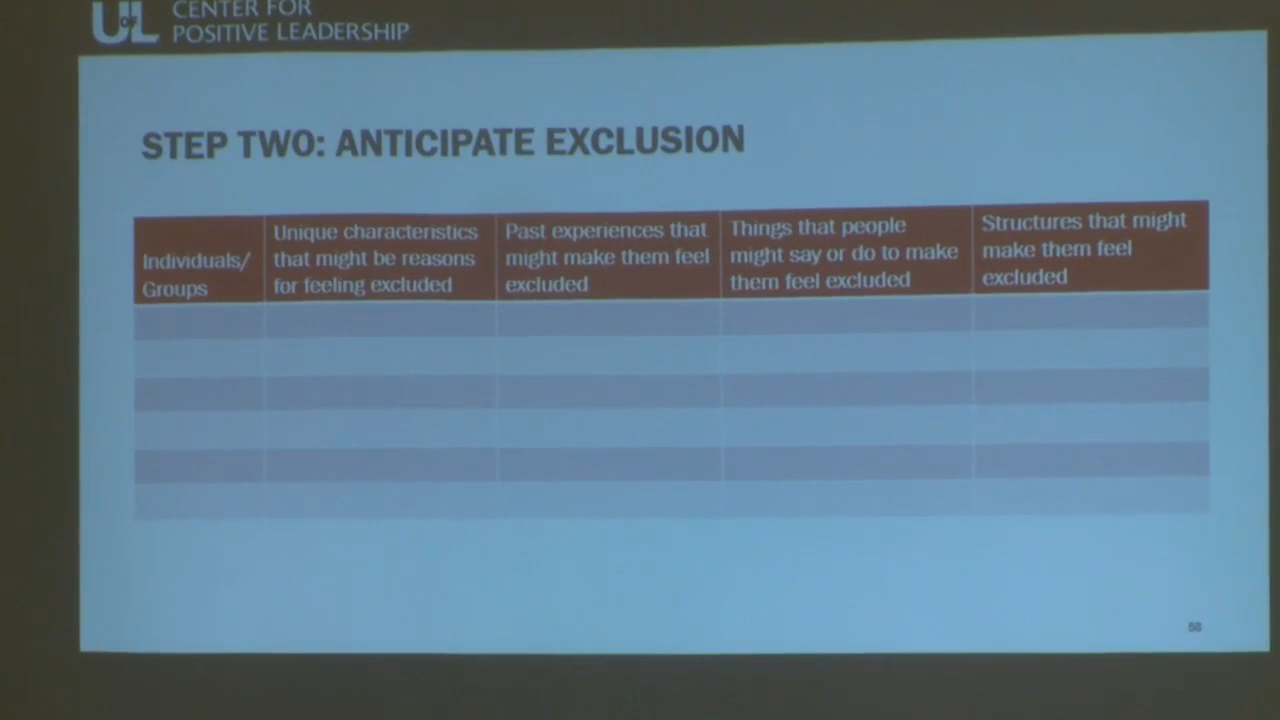 UofL CENTER FOR
POSITIVE LEADERSHIP
STEP TWO: ANTICIPATE EXCLUSION
Individuals/
Groups
Unique characteristics
that might be reasons
for feeling excluded
Past experiences that
might make them feel
excluded
Things that people
might say or do to make
them feel excluded
Structures that might
make them feel
excluded